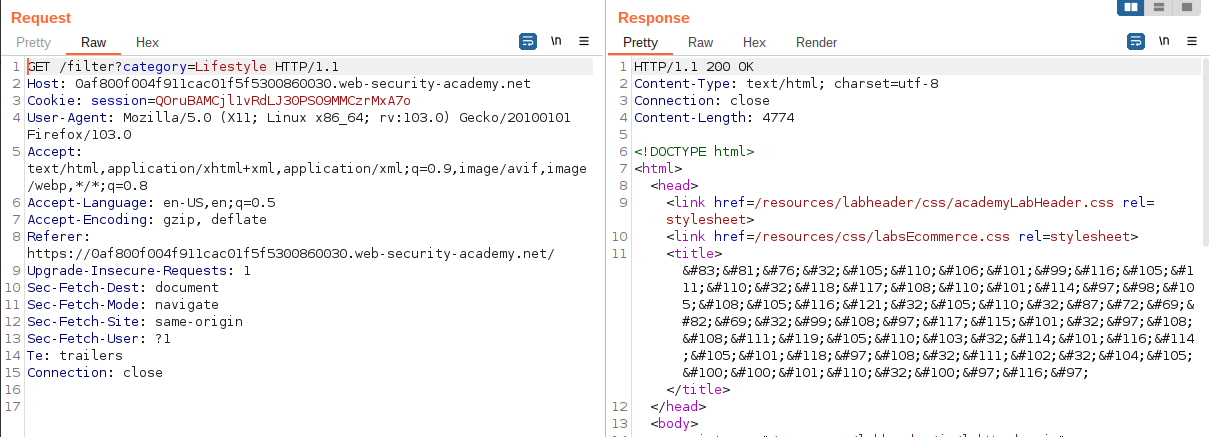 Request
Pretty Raw Hex \n
1 GET /filter?category=Lifestyle HTTP/1.1
2 Host: 0af800f004f911cac01f5f5300860030.web-security-academy.net
3 Cookie: session=QOruBAMCjl1vRdLJ30PSO9MMCzrMxA7o
4 User-Agent: Mozilla/5.0 (X11; Linux x86_64; rv:103.0) Gecko/20100101
Firefox/103.0
5 Accept:
text/html,application/xhtml+xml,application/xml;q=0.9,image/avif,image
/webp,*/*;q=0.8
6 Accept-Language: en-US,en;q=0.5
7 Accept-Encoding: gzip, deflate
8 Referer:
https://0af800f004f911cac01f5f5300860030.web-security-academy.net/
9 Upgrade-Insecure-Requests: 1
10 Sec-Fetch-Dest: document
11 Sec-Fetch-Mode: navigate
12 Sec-Fetch-Site: same-origin
13 Sec-Fetch-User: ?1
14 Te: trailers
15 Connection: close
16
17
Response
Pretty Raw Hex Render \n
1 HTTP/1.1 200 OK
2 Content-Type: text/html; charset=utf-8
3 Connection: close
4 Content-Length: 4774
5
6 <!DOCTYPE html>
7 <html>
8 <head>
9 <link href=/resources/labheader/css/academyLabHeader.css rel=
stylesheet>
10 <link href=/resources/css/labsEcommerce.css rel=stylesheet>
11 <title>
&#83;&#81;&#76;&#32;&#105;&#110;&#106;&#101;&#99;&#116;&#105;&#1
11;&#110;&#32;&#118;&#117;&#108;&#110;&#101;&#114;&#97;&#98;&#10
5;&#108;&#105;&#116;&#121;&#32;&#105;&#110;&#32;&#87;&#72;&#69;&
#82;&#69;&#32;&#99;&#108;&#97;&#117;&#115;&#101;&#32;&#97;&#108;
&#108;&#111;&#119;&#105;&#110;&#103;&#32;&#114;&#101;&#116;&#114
;&#105;&#101;&#118;&#97;&#108;&#32;&#111;&#102;&#32;&#104;&#105;
&#100;&#100;&#101;&#110;&#32;&#100;&#97;&#116;&#97;
</title>
12 </head>
13 <body>